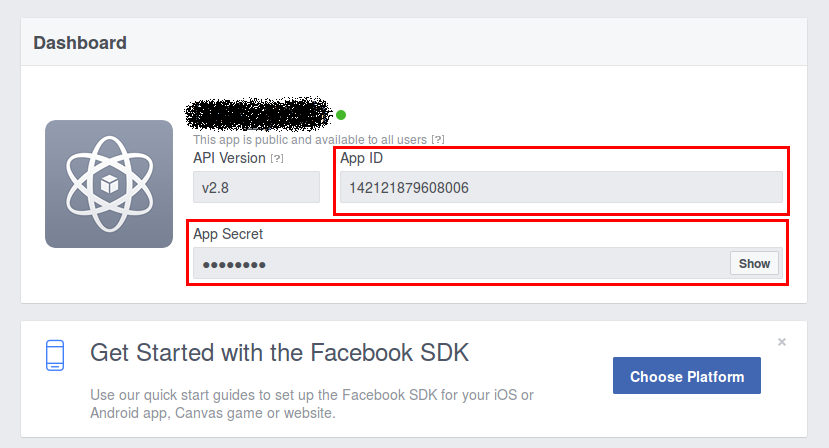 Dashboard
This app is public and available to all users [?]
API Version [?]
App ID
v2.8
142121879608006
App Secret
●●●●●●●●
Show
Get Started with the Facebook SDK
×
Choose Platform
Use our quick start guides to set up the Facebook SDK for your iOS or
Android app, Canvas game or website.